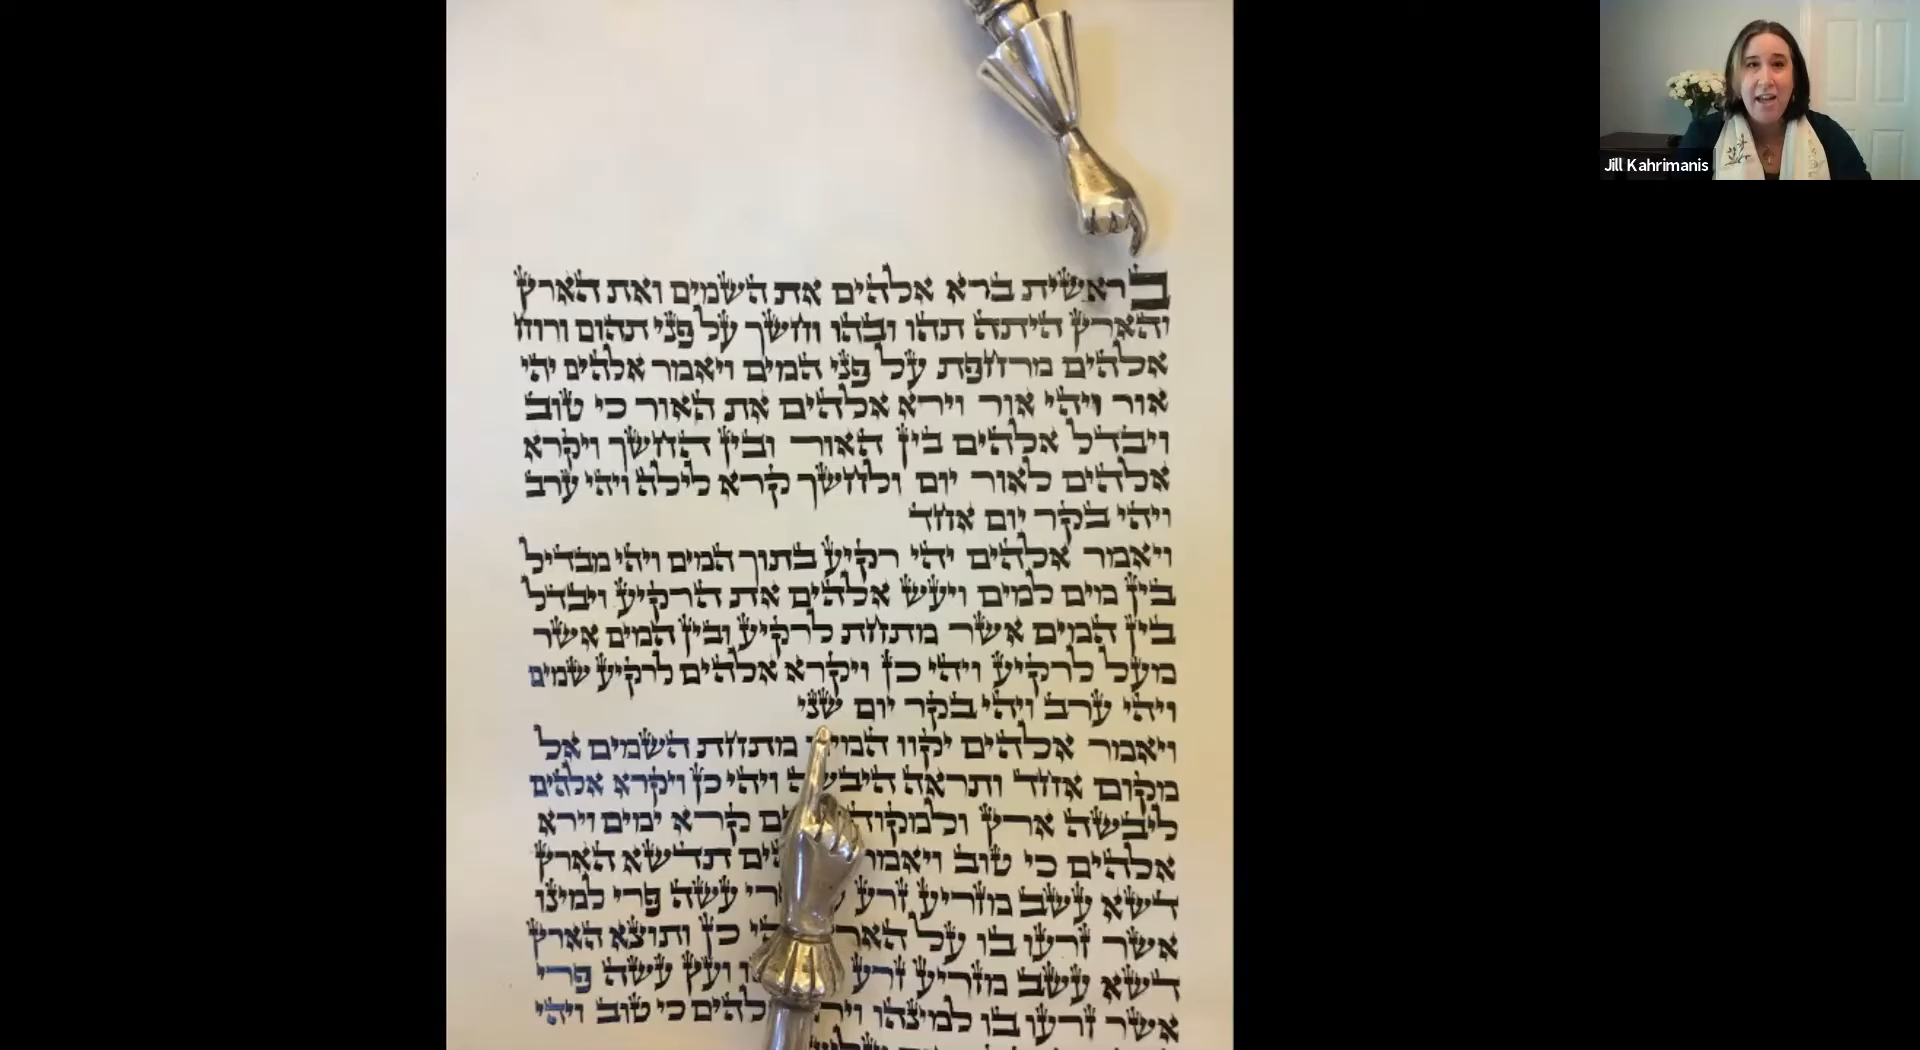 בראשית ברא אלהים את השמים ואת הארץ
והארץ היתה תהו ובהו וחשך על פני תהום ורוח
אלהים מרחפת על פני המים ויאמר אלהים יהי
אור ויהי אור וירא אלהים את האור כי טוב
ויבדל אלהים בין האור ובין החשך ויקרא
אלהים לאור יום ולחשך קרא לילה ויהי ערב
ויהי בקר יום אחד
ויאמר אלהים יהי רקיע בתוך המים ויהי מבדיל
בין מים למים ויעש אלהים את הרקיע ויבדל
בין המים אשר מתחת לרקיע ובין המים אשר
מעל לרקיע ויהי כן ויקרא אלהים לרקיע שמים
ויהי ערב ויהי בקר יום שני
ויאמר אלהים יקוו מתחת השמים אל
מקום אחד ותראה היבשה ויהי כן ויקרא אלהים
ליבשה ארץ קרא ימים וירא
אלהים כי טוב ויאמר תדשא הארץ
דשא עשב מזריע זרע עשה פרי למינו
אשר זרעו בו על כן ותוצא הארץ
דשא עשב מזריע זרע ועץ עשה פרי
אשר זרעו בו למינהו כי טוב ויהי
Jill Kahrimanis